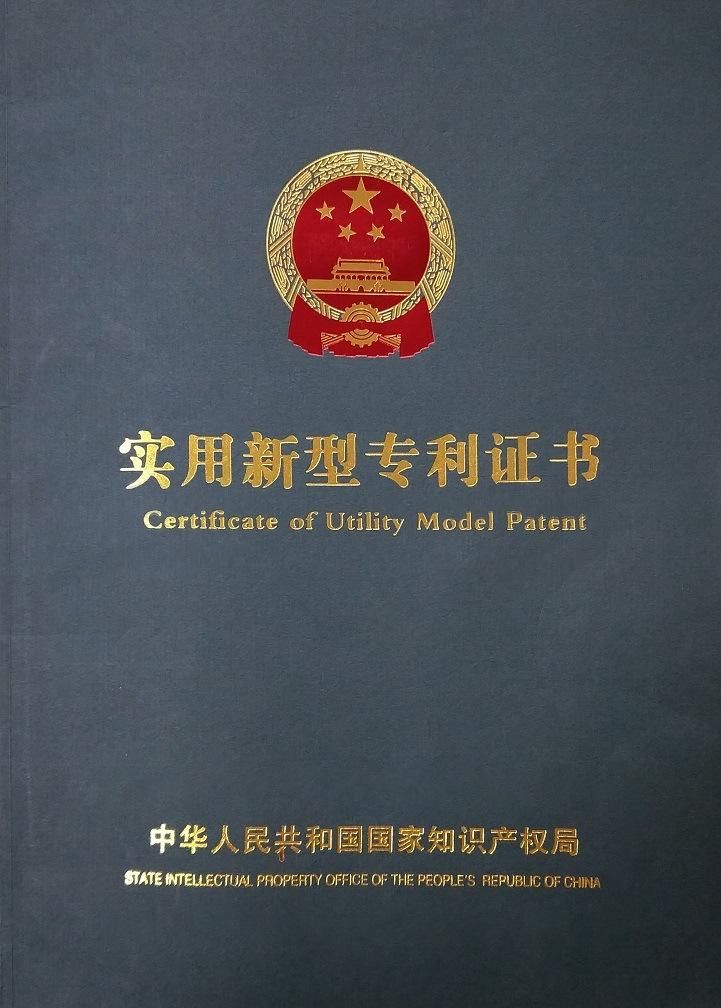 实用新型专利证书
Certificate of Utility Model Patent
中华人民共和国国家知识产权局
STATE INTELLECTUAL PROPERTY OFFICE OF THE PEOPLE'S REPUBLIC OF CHINA